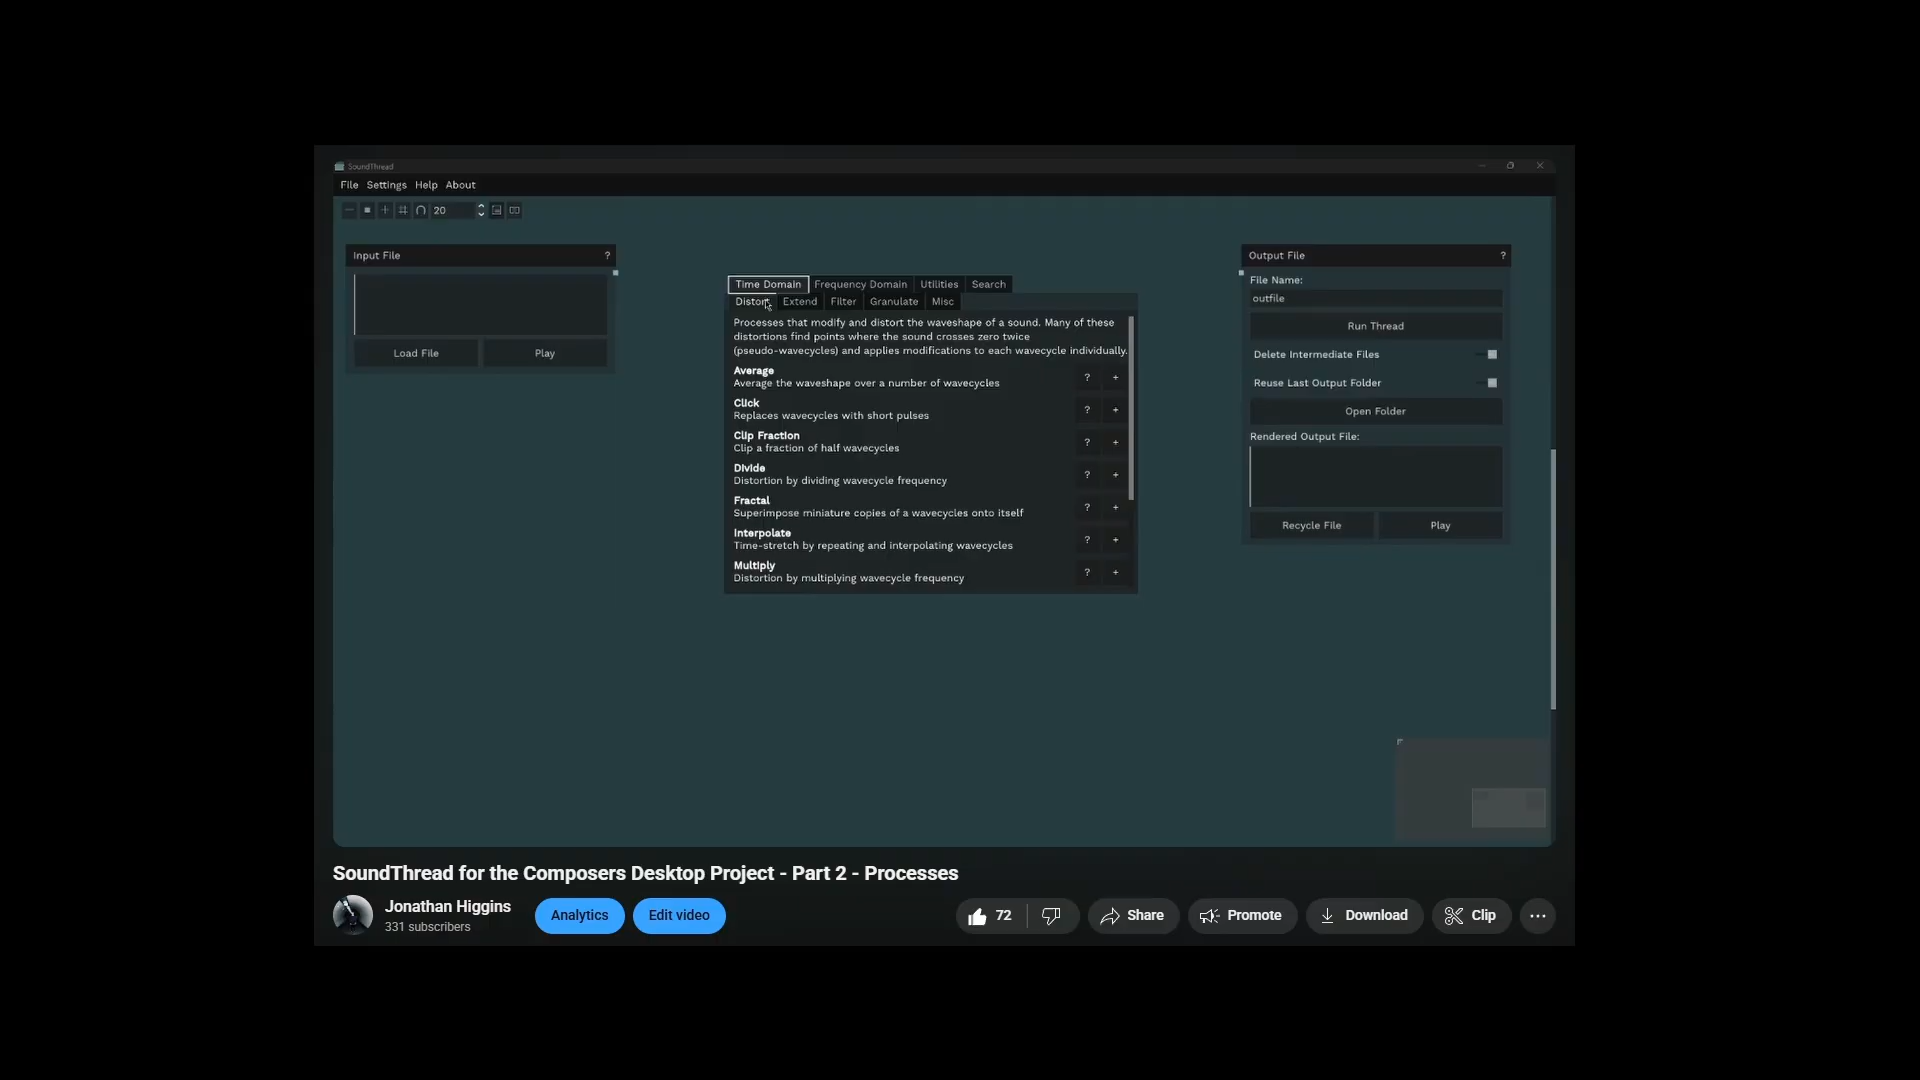 SoundThread
File Settings Help About
20
Input File ?
Load File Play
Time Domain Frequency Domain Utilities Search
Distort Extend Filter Granulate Misc
Processes that modify and distort the waveshape of a sound. Many of these
distortions find points where the sound crosses zero twice
(pseudo-wavecycles) and applies modifications to each wavecycle individually.
Average
Average the waveshape over a number of wavecycles ? +
Click
Replaces wavecycles with short pulses ? +
Clip Fraction
Clip a fraction of half wavecycles ? +
Divide
Distortion by dividing wavecycle frequency ? +
Fractal
Superimpose miniature copies of a wavecycles onto itself ? +
Interpolate
Time-stretch by repeating and interpolating wavecycles ? +
Multiply
Distortion by multiplying wavecycle frequency ? +
Output File ?
File Name:
outfile
Run Thread
Delete Intermediate Files
Reuse Last Output Folder
Open Folder
Rendered Output File:
Recycle File Play
SoundThread for the Composers Desktop Project - Part 2 - Processes
Jonathan Higgins
331 subscribers
Analytics Edit video 72 Share Promote Download Clip